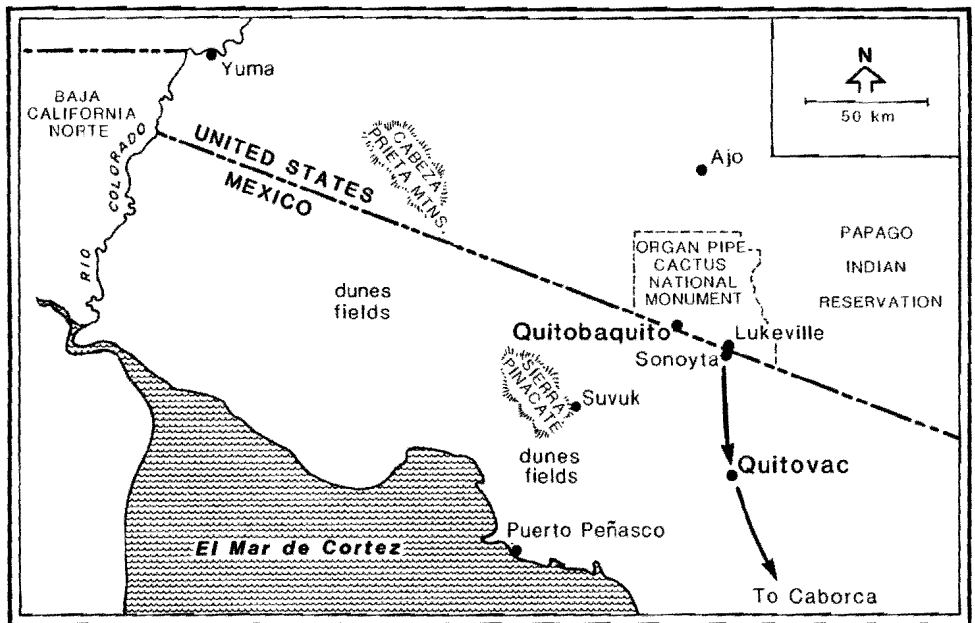 N
50 km
Yuma
BAJA
CALIFORNIA
NORTE
RIO COLORADO
UNITED STATES
MEXICO
CABEZA
PRIETA MTNS.
Ajo
ORGAN PIPE
CACTUS
NATIONAL
MONUMENT
PAPAGO
INDIAN
RESERVATION
dunes
fields
Quitobaquito
Lukeville
Sonoyta
SIERRA
PINACATE
Suvuk
dunes
fields
Quitovac
Puerto Peñasco
El Mar de Cortez
To Caborca